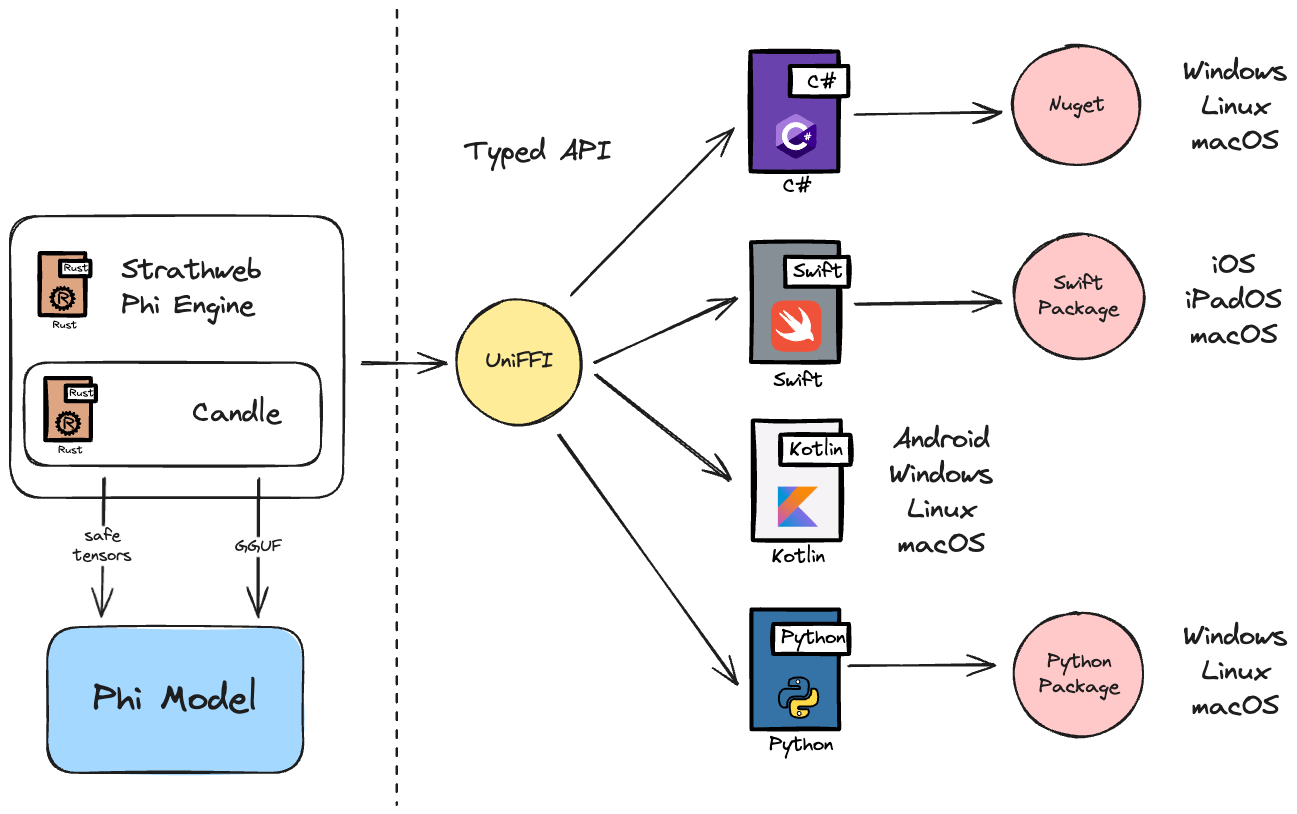 Typed API
C#
C#
C#
Nuget
Windows
Linux
macOS
Rust
Rust
Strathweb
Phi Engine
Rust
Rust
Candle
safe
tensors
GGUF
Phi Model
UniFFI
Swift
Swift
Swift
Package
iOS
iPadOS
macOS
Kotlin
Kotlin
Android
Windows
Linux
macOS
Python
Python
Python
Package
Windows
Linux
macOS